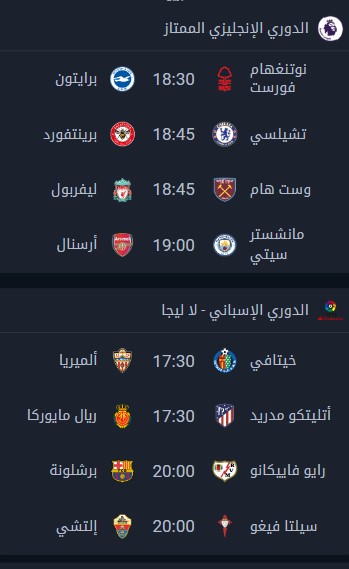 الدوري الإنجليزي الممتاز
نوتنغهام فورست 18:30 برايتون
تشيلسي 18:45 برينتفورد
وست هام 18:45 ليفربول
مانشستر سيتي 19:00 أرسنال
الدوري الإسباني - لا ليجا
خيتافي 17:30 ألميريا
أتليتكو مدريد 17:30 ريال مايوركا
رايو فاييكانو 20:00 برشلونة
سيلتا فيغو 20:00 إلتشي